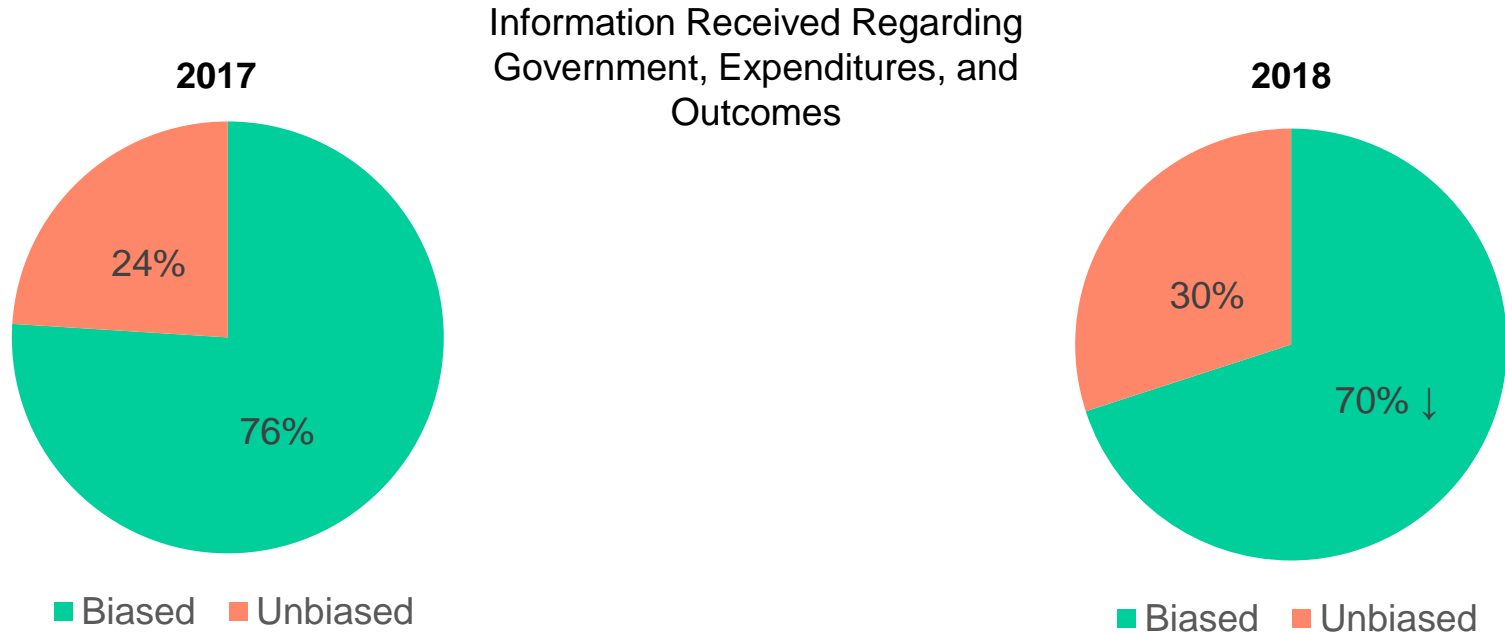 Information Received Regarding
Government, Expenditures, and
Outcomes
2017
24%
76%
Biased Unbiased
2018
30%
70% ↓
Biased Unbiased